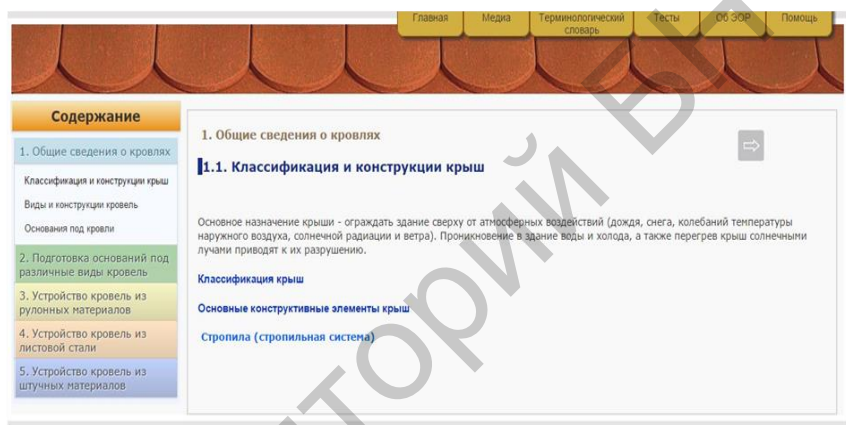 Главная Медиа Терминологический словарь Тесты Об ЭОР Помощь
Содержание
1. Общие сведения о кровлях
Классификация и конструкции крыш
Виды и конструкции кровель
Основания под кровли
2. Подготовка оснований под
различные виды кровель
3. Устройство кровель из
рулонных материалов
4. Устройство кровель из
листовой стали
5. Устройство кровель из
штучных материалов
1. Общие сведения о кровлях
1.1. Классификация и конструкции крыш
Основное назначение крыши - ограждать здание сверху от атмосферных воздействий (дождя, снега, колебаний температуры
наружного воздуха, солнечной радиации и ветра). Проникновение в здание воды и холода, а также перегрев крыш солнечными
лучами приводят к их разрушению.
Классификация крыш
Основные конструктивные элементы крыш
Стропила (стропильная система)